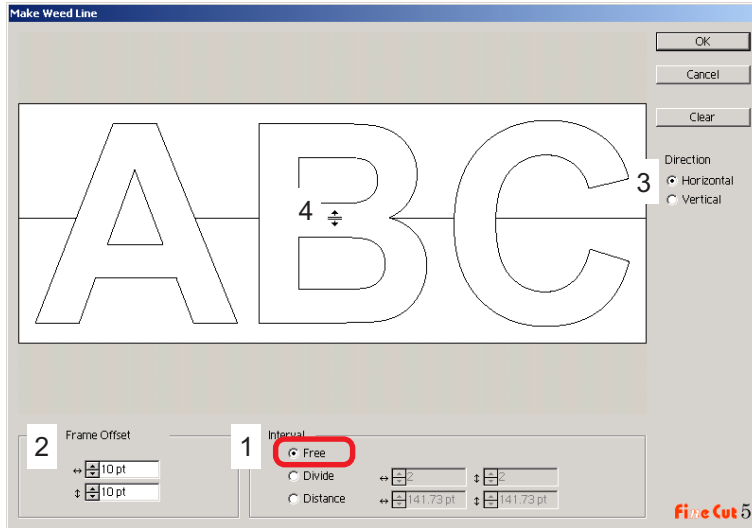 Make Weed Line
OK
Cancel
Clear
ABC
4
3
Direction
Horizontal
Vertical
2
Frame Offset
10 pt
10 pt
1
Interval
Free
Divide
2
2
Distance
141.73 pt
141.73 pt
Fine Cut 5